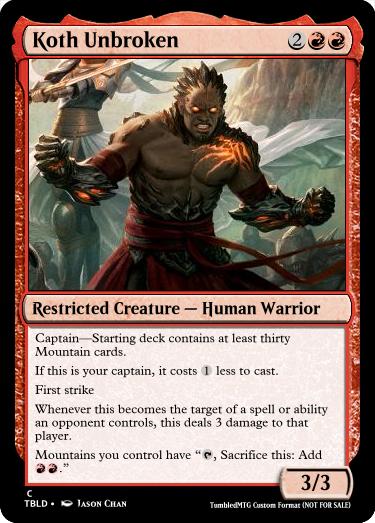 Koth Unbroken 2
Restricted Creature — Human Warrior
Captain—Starting deck contains at least thirty
Mountain cards.
If this is your captain, it costs 1 less to cast.
First strike
Whenever this becomes the target of a spell or ability
an opponent controls, this deals 3 damage to that
player.
Mountains you control have “, Sacrifice this: Add
.”
3/3
C
TBLD • Jason Chan
TumbledMTG Custom Format (NOT FOR SALE)